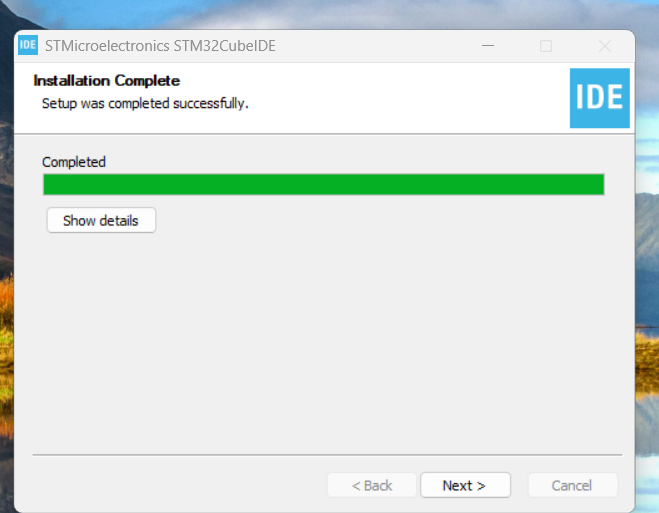 IDE STMicroelectronics STM32CubeIDE
Installation Complete
Setup was completed successfully.
IDE
Completed
Show details
< Back Next > Cancel